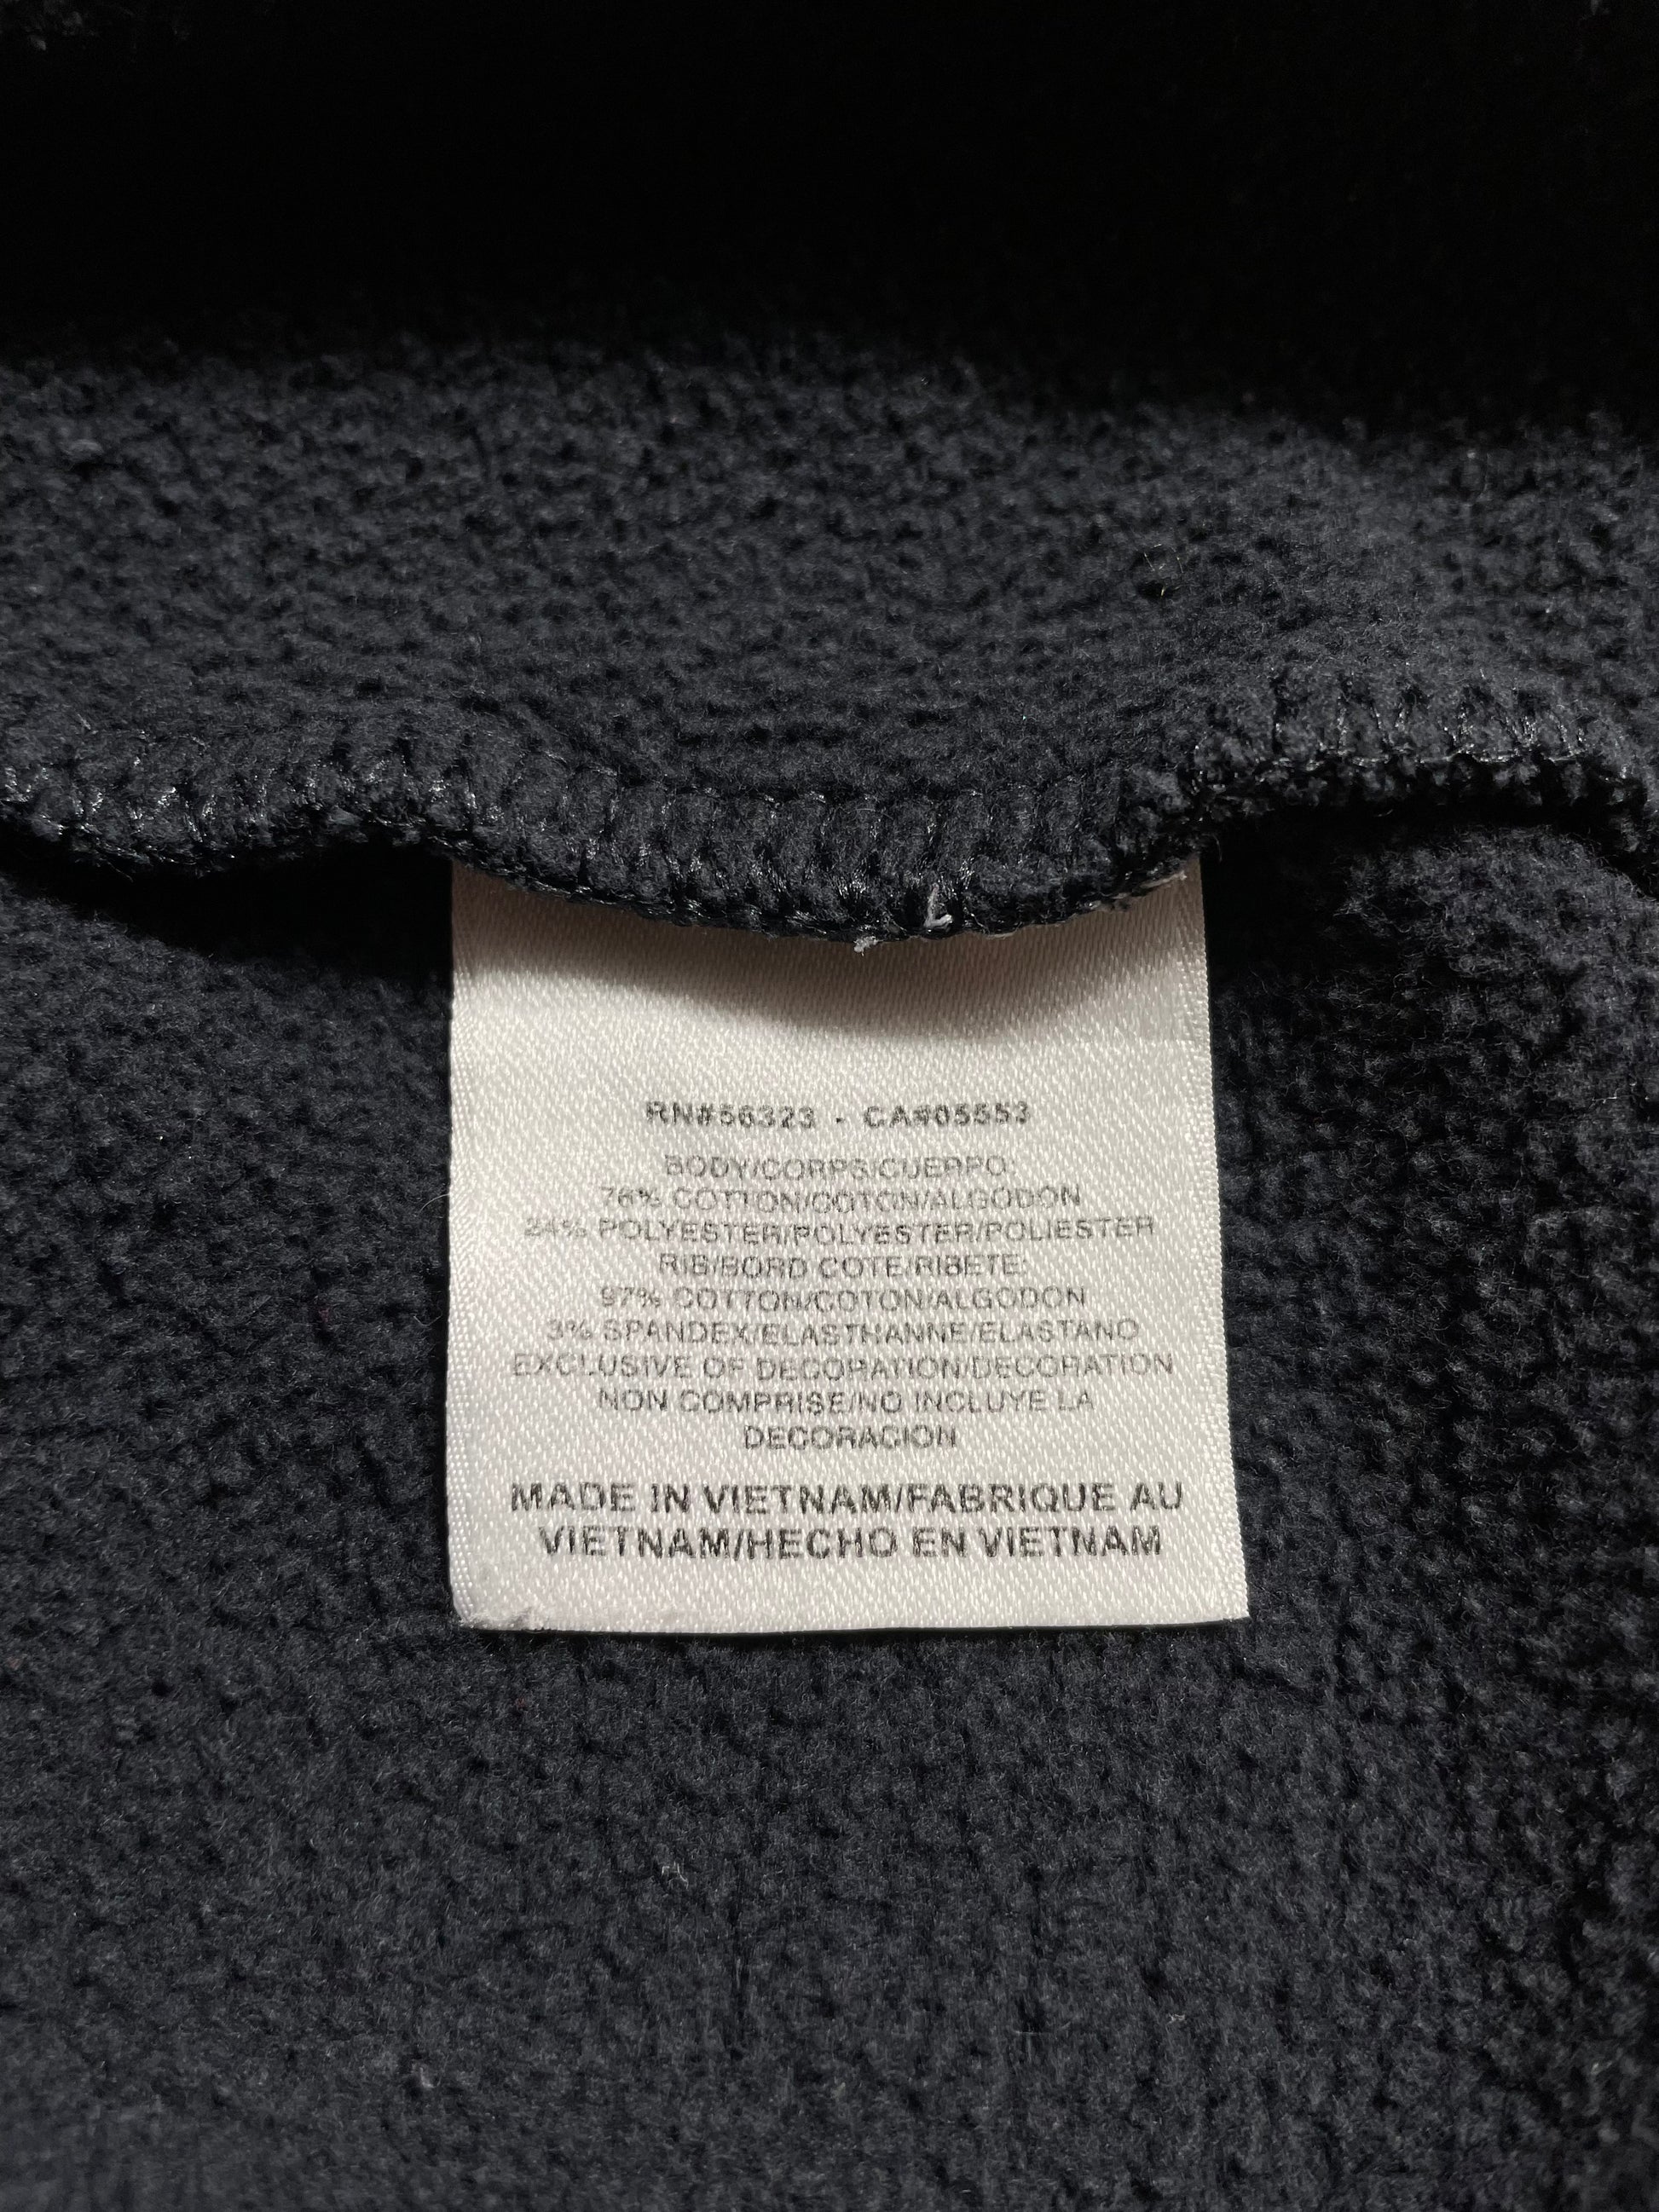 RN#56323 - CA#05553
BODY/CORPS/CUERPO:
76% COTTON/COTON/ALGODON
24% POLYESTER/POLYESTER/POLIESTER
RIB/BORD COTE/RIBETE:
97% COTTON/COTON/ALGODON
3% SPANDEX/ELASTHANNE/ELASTANO
EXCLUSIVE OF DECORATION/DECORATION
NON COMPRISE/NO INCLUYE LA
DECORACION
MADE IN VIETNAM/FABRIQUE AU
VIETNAM/HECHO EN VIETNAM